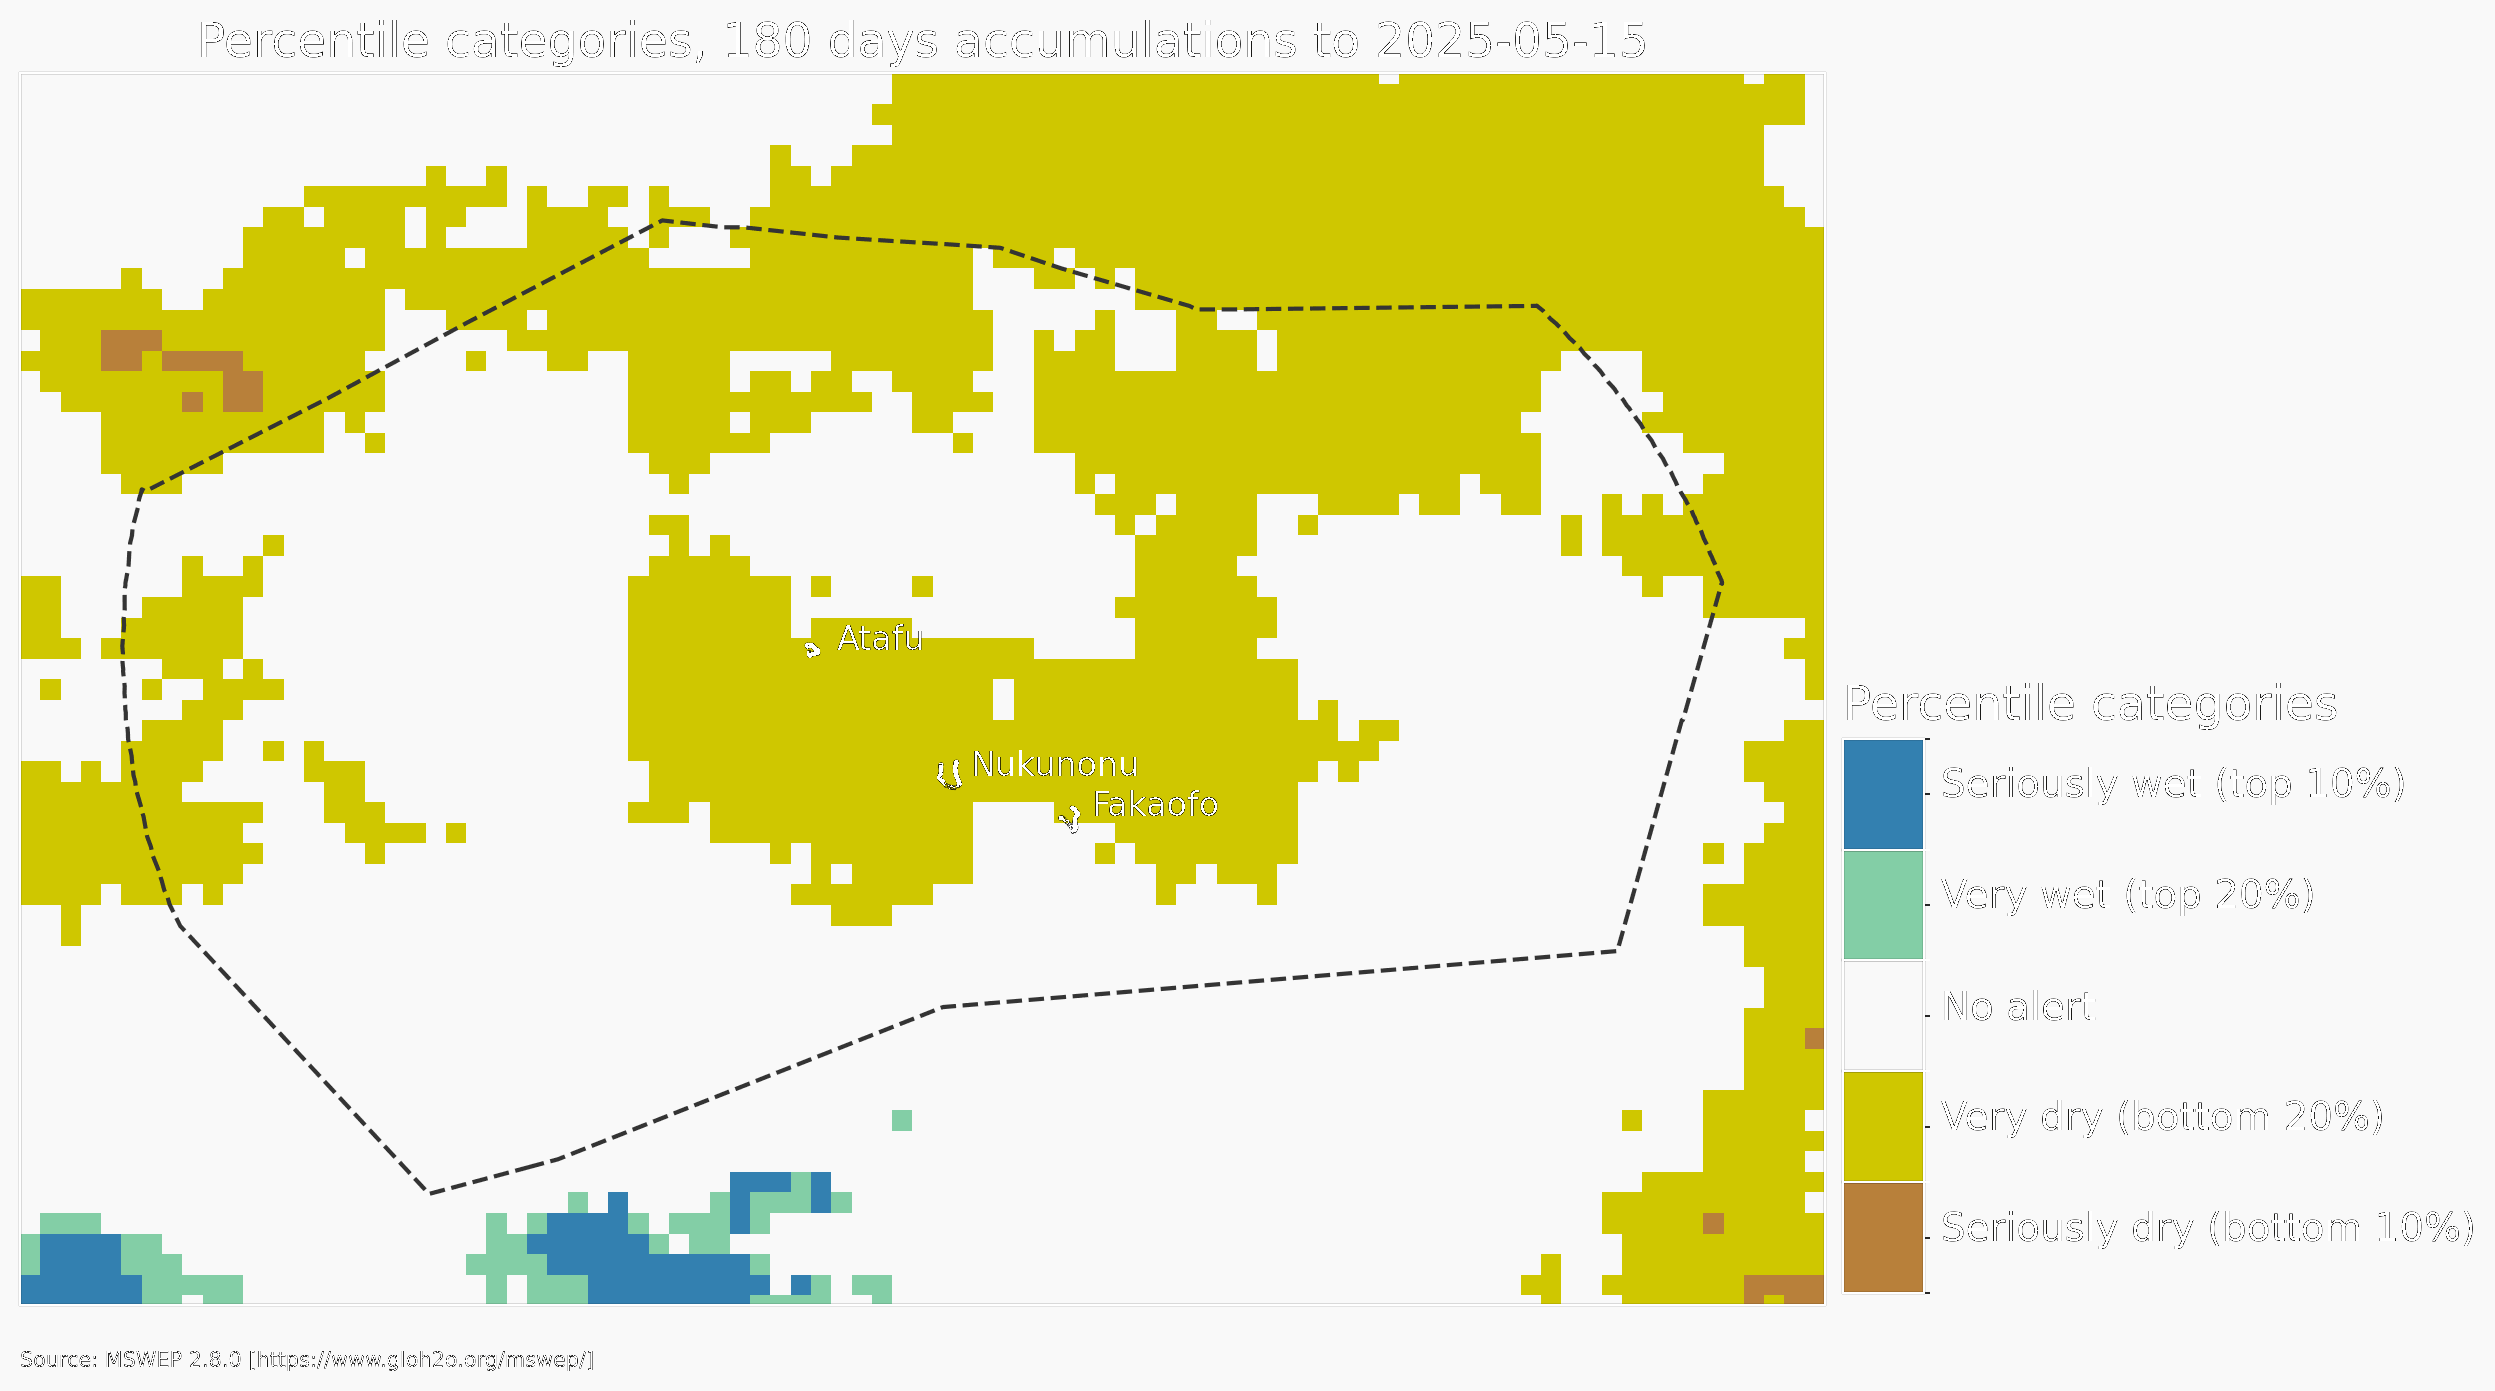 Percentile categories, 180 days accumulations to 2025-05-15
Atafu
Nukunonu
Fakaofo
Percentile categories
Seriously wet (top 10%)
Very wet (top 20%)
No alert
Very dry (bottom 20%)
Seriously dry (bottom 10%)
Source: MSWEP 2.8.0 [https://www.gloh2o.org/mswep/]